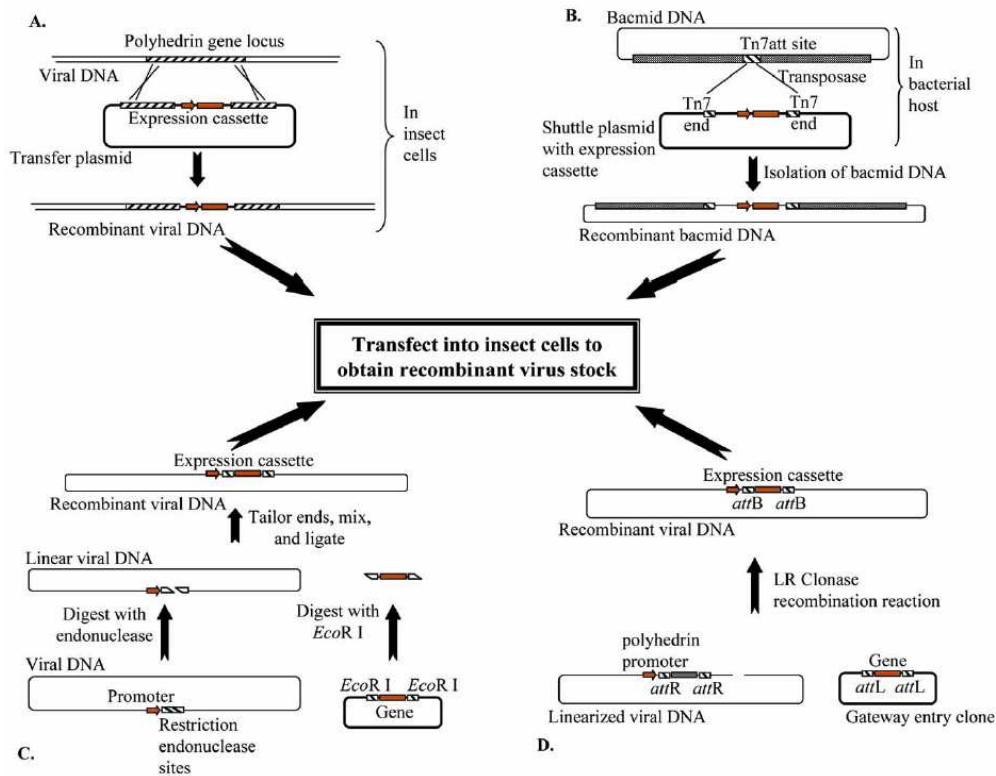 A.
Polyhedrin gene locus
Viral DNA
Expression cassette
Transfer plasmid
Recombinant viral DNA
In
insect
cells
B.
Bacmid DNA
Tn7att site
Transposase
Tn7
end
Tn7
end
Shuttle plasmid
with expression
cassette
In
bacterial
host
Isolation of bacmid DNA
Recombinant bacmid DNA
Transfect into insect cells to
obtain recombinant virus stock
Expression cassette
Recombinant viral DNA
Tailor ends, mix,
and ligate
Linear viral DNA
Digest with
endonuclease
Digest with
EcoR I
Viral DNA
Promoter
Restriction
endonuclease
sites
EcoR I EcoR I
Gene
C.
Expression cassette
attB attB
Recombinant viral DNA
LR Clonase
recombination reaction
polyhedrin
promoter
attR attR
Linearized viral DNA
Gene
attL attL
Gateway entry clone
D.